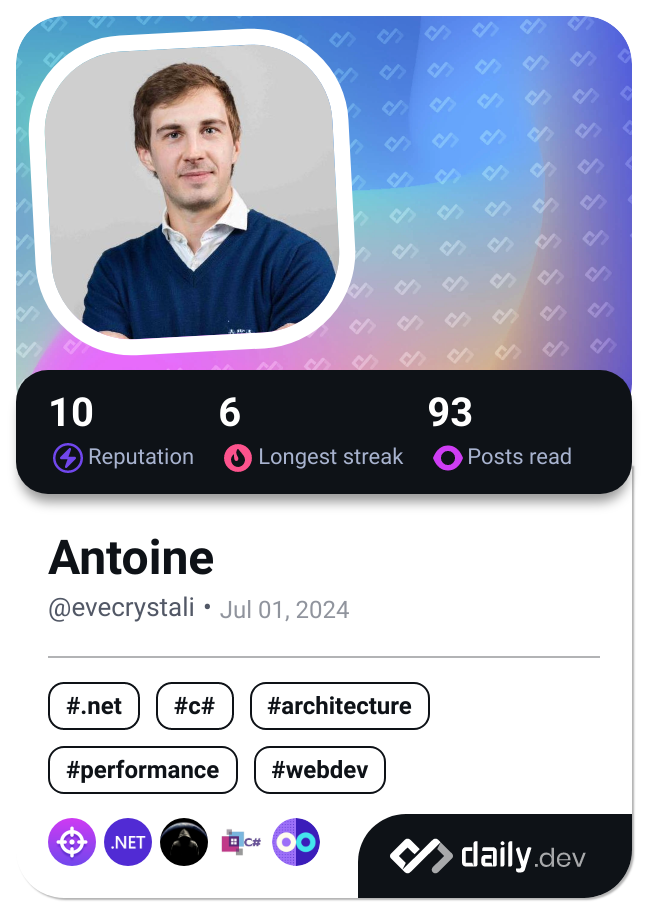 10 6 93
Reputation Longest streak Posts read
Antoine
@evecrystali • Jul 01, 2024
#.net #c# #architecture
#performance #webdev
.NET C#
daily.dev